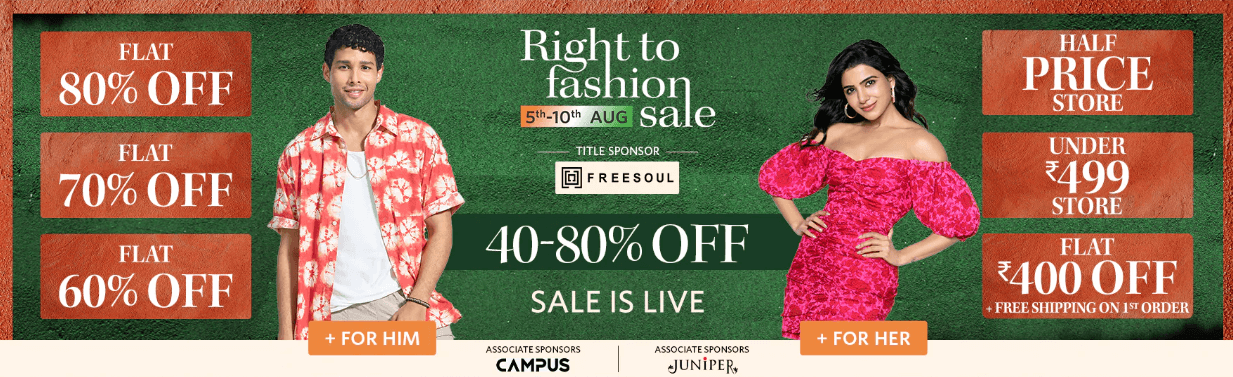 FLAT
80% OFF
FLAT
70% OFF
FLAT
60% OFF
Right to
fashion
5th-10th AUG sale
TITLE SPONSOR
FREESOUL
40-80% OFF
SALE IS LIVE
HALF
PRICE
STORE
UNDER
₹499
STORE
FLAT
₹400 OFF
+ FREE SHIPPING ON 1ST ORDER
+ FOR HIM
+ FOR HER
ASSOCIATE SPONSORS
CAMPUS
ASSOCIATE SPONSORS
JUNIPER